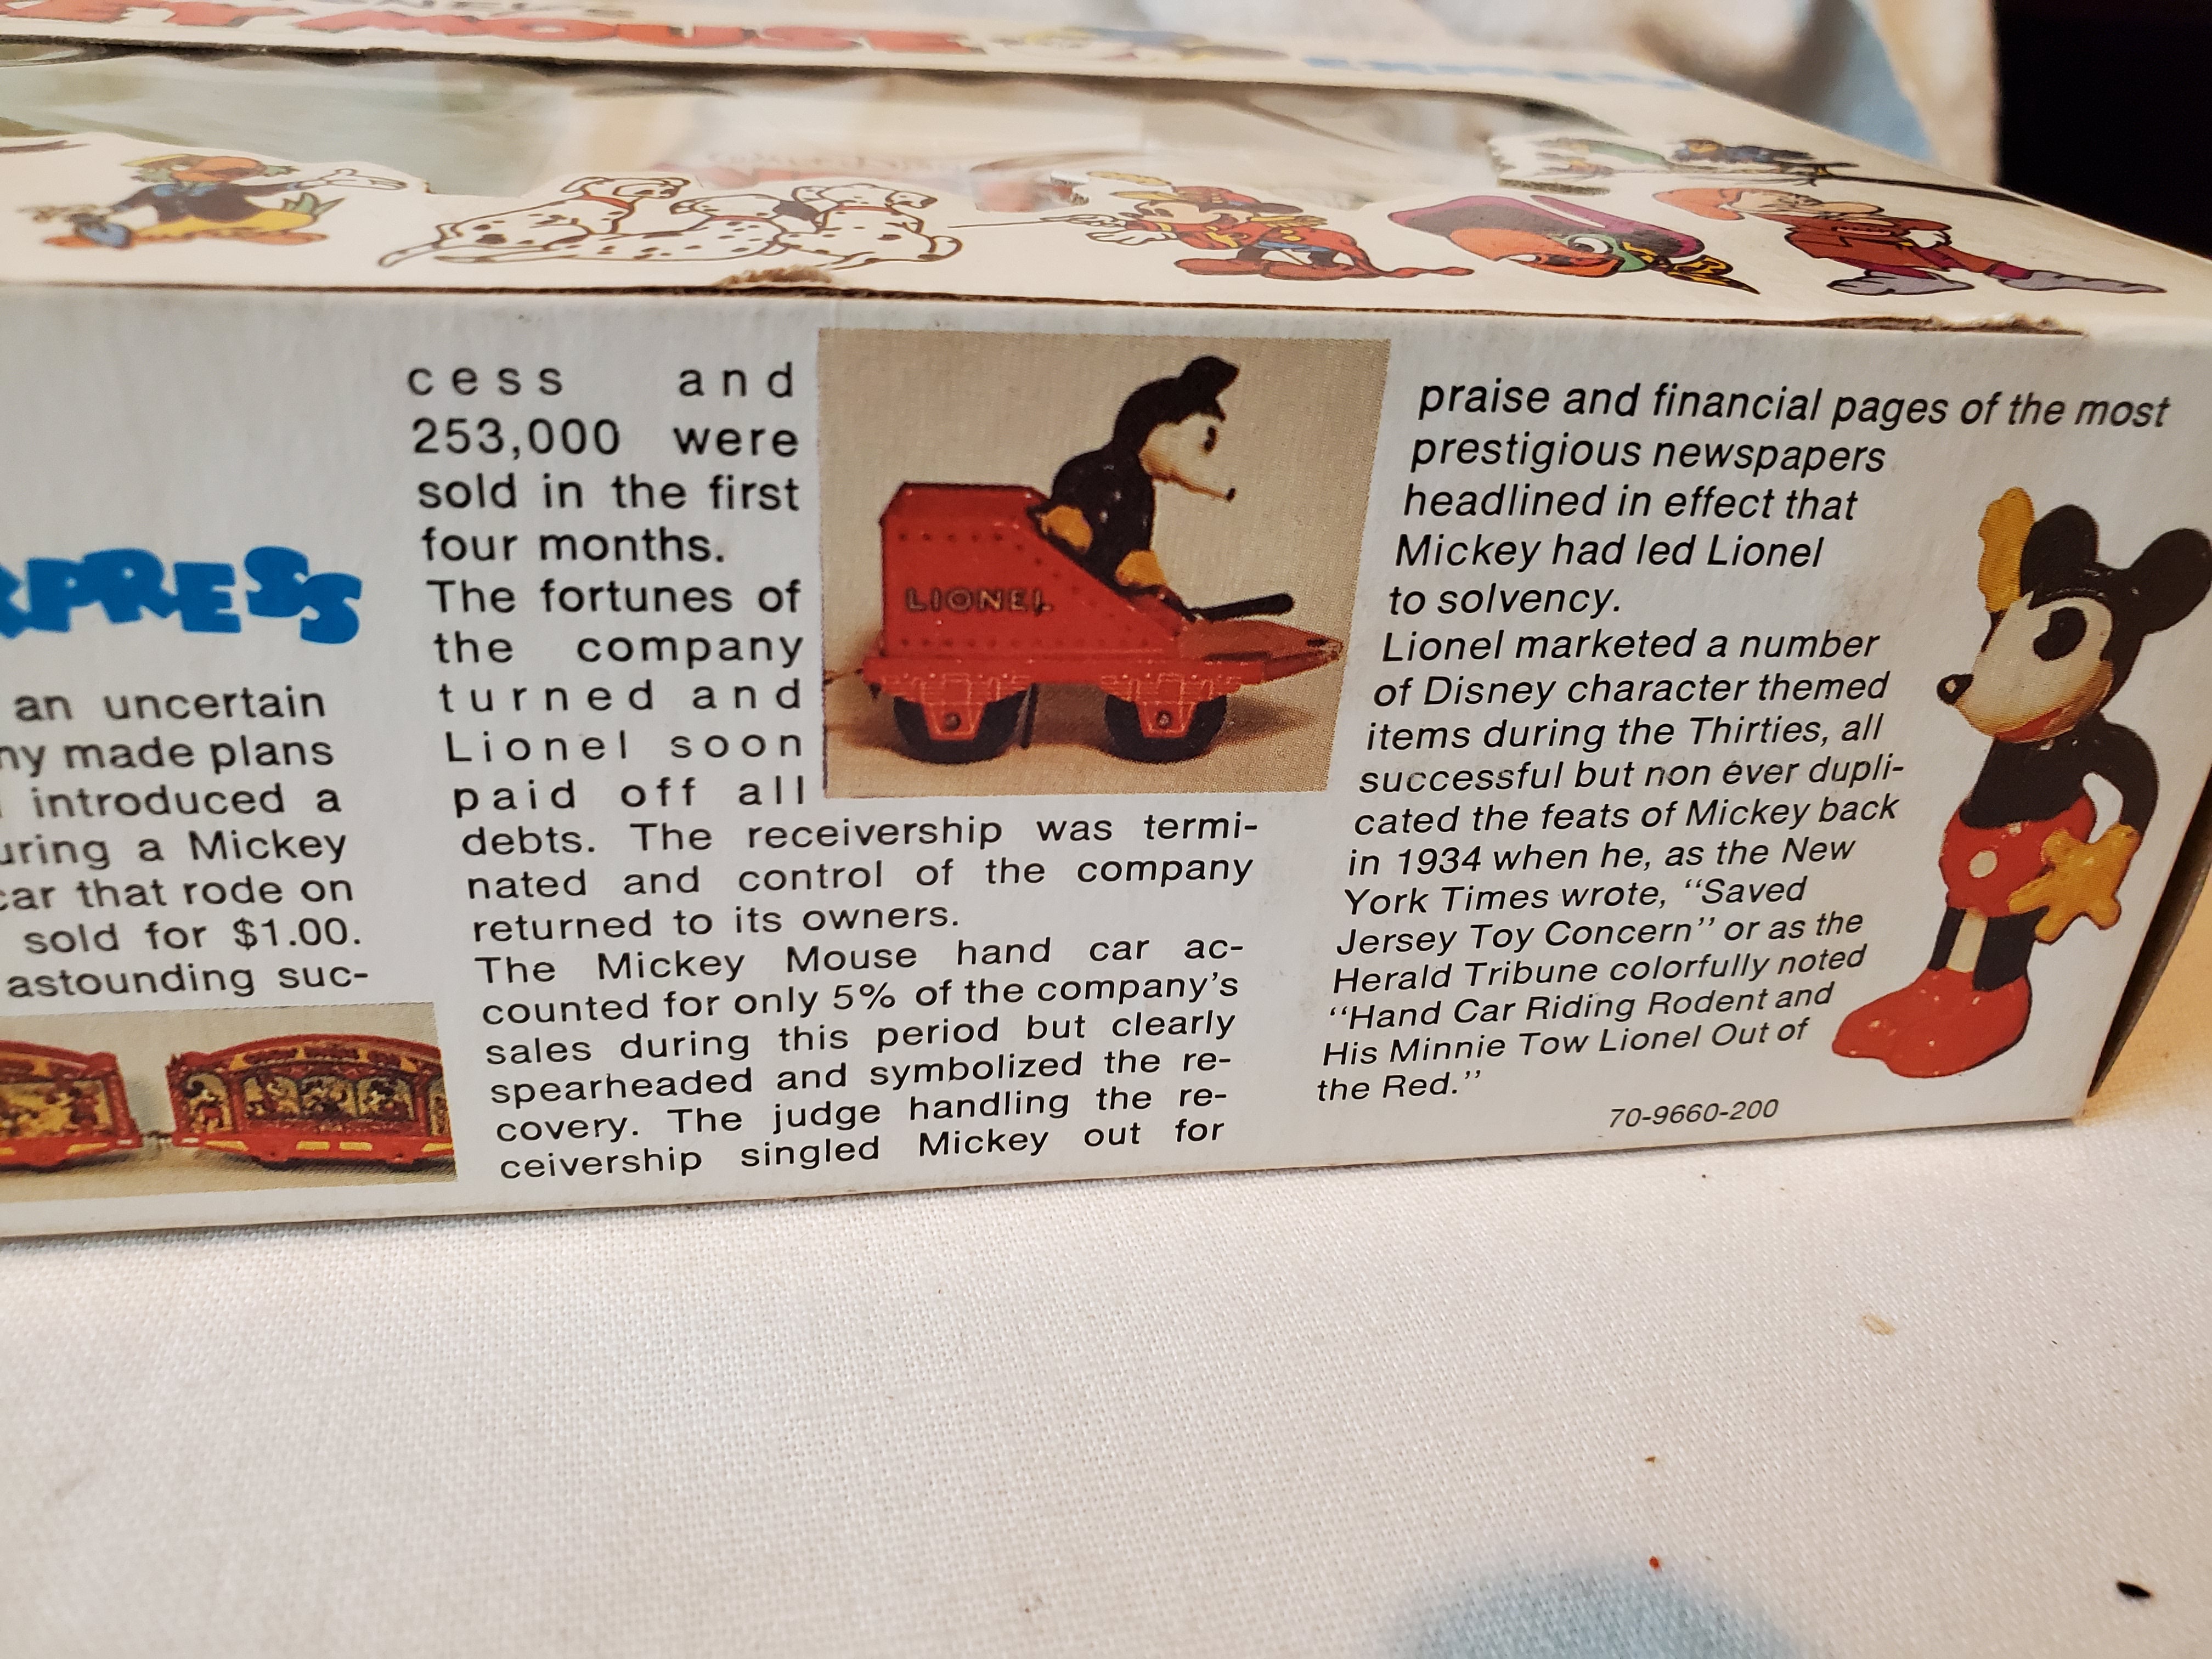 MOUSE
XPRESS
an uncertain
made plans
introduced a
a Mickey
car that rode on
sold for $1.00.
astounding suc-
cess and
253,000 were
sold in the first
four months.
The fortunes of
the company
turned and
Lionel soon
paid off all
debts. The receivership was termi-
nated and control of the company
returned to its owners.
The Mickey Mouse hand car ac-
counted for only 5% of the company's
sales during this period but clearly
spearheaded and symbolized the re-
covery. The judge handling the re-
ceivership singled Mickey out for
LIONEL
praise and financial pages of the most
prestigious newspapers
headlined in effect that
Mickey had led Lionel
to solvency.
Lionel marketed a number
of Disney character themed
items during the Thirties, all
successful but non ever dupli-
cated the feats of Mickey back
in 1934 when he, as the New
York Times wrote, "Saved
Jersey Toy Concern" or as the
Herald Tribune colorfully noted
"Hand Car Riding Rodent and
His Minnie Tow Lionel Out of
the Red."
70-9660-200